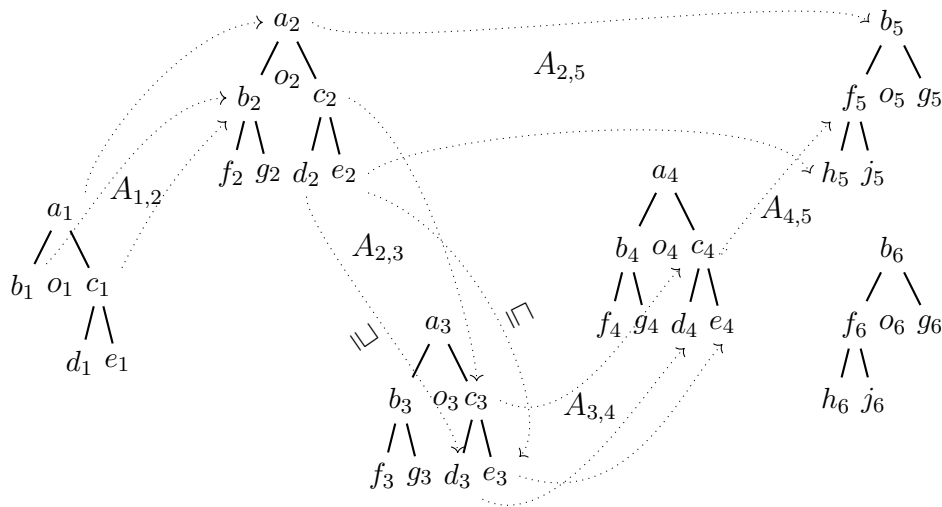 a₂
b₅
A₂,₅
o₂
b₂ c₂
f₅ o₅ g₅
f₂ g₂ d₂ e₂
a₄
h₅ j₅
A₁,₂
a₁
A₄,₅
A₂,₃
b₄ o₄ c₄
b₆
b₁ o₁ c₁
⊑
⊑
a₃
f₄ g₄ d₄ e₄
f₆ o₆ g₆
d₁ e₁
b₃ o₃ c₃
A₃,₄
h₆ j₆
f₃ g₃ d₃ e₃